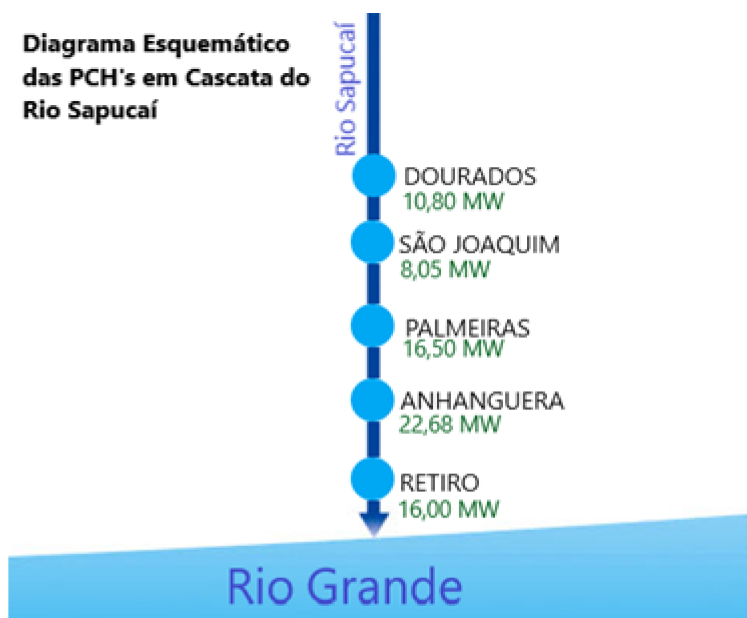 Diagrama Esquemático
das PCH's em Cascata do
Rio Sapucaí
Rio Sapucaí
DOURADOS
10,80 MW
SÃO JOAQUIM
8,05 MW
PALMEIRAS
16,50 MW
ANHANGUERA
22,68 MW
RETIRO
16,00 MW
Rio Grande